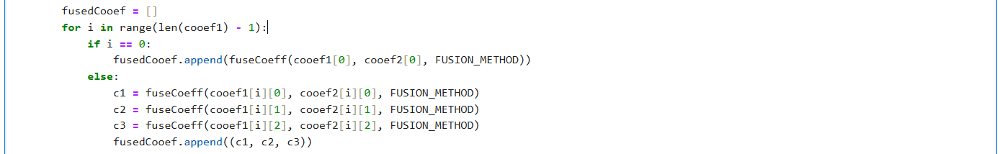 fusedCooef = []
for i in range(len(cooef1) - 1):
    if i == 0:
        fusedCooef.append(fuseCoeff(cooef1[0], cooef2[0], FUSION_METHOD))
    else:
        c1 = fuseCoeff(cooef1[i][0], cooef2[i][0], FUSION_METHOD)
        c2 = fuseCoeff(cooef1[i][1], cooef2[i][1], FUSION_METHOD)
        c3 = fuseCoeff(cooef1[i][2], cooef2[i][2], FUSION_METHOD)
        fusedCooef.append((c1, c2, c3))